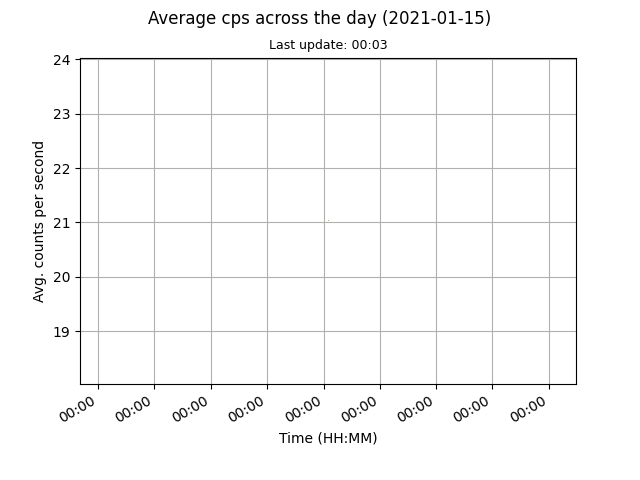 Average cps across the day (2021-01-15)
Last update: 00:03
24
23
22
21
20
19
Avg. counts per second
00:00 00:00 00:00 00:00 00:00 00:00 00:00 00:00 00:00
Time (HH:MM)